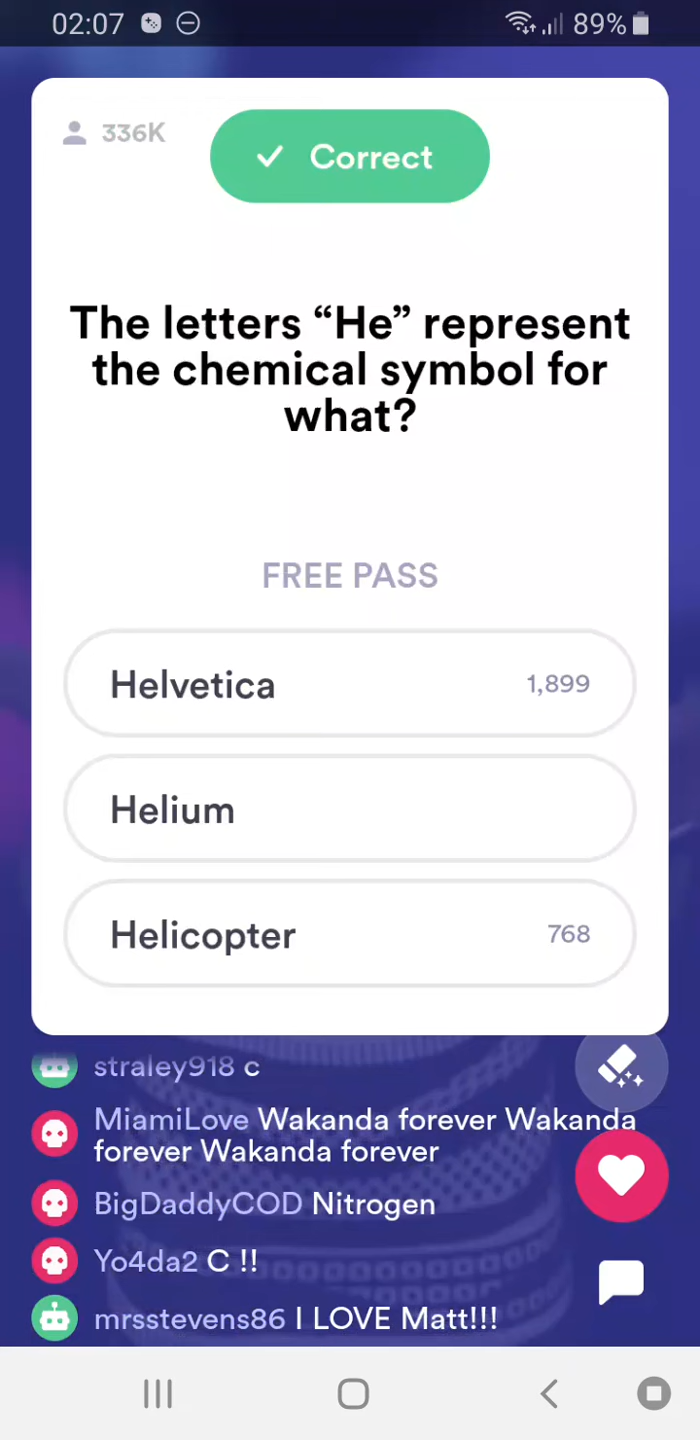 02:07 89%
336K
Correct
The letters “He” represent
the chemical symbol for
what?
FREE PASS
Helvetica 1,899
Helium
Helicopter 768
straley918 c
MiamiLove Wakanda forever Wakanda
forever Wakanda forever
BigDaddyCOD Nitrogen
Yo4da2 C !!
mrsstevens86 I LOVE Matt!!!